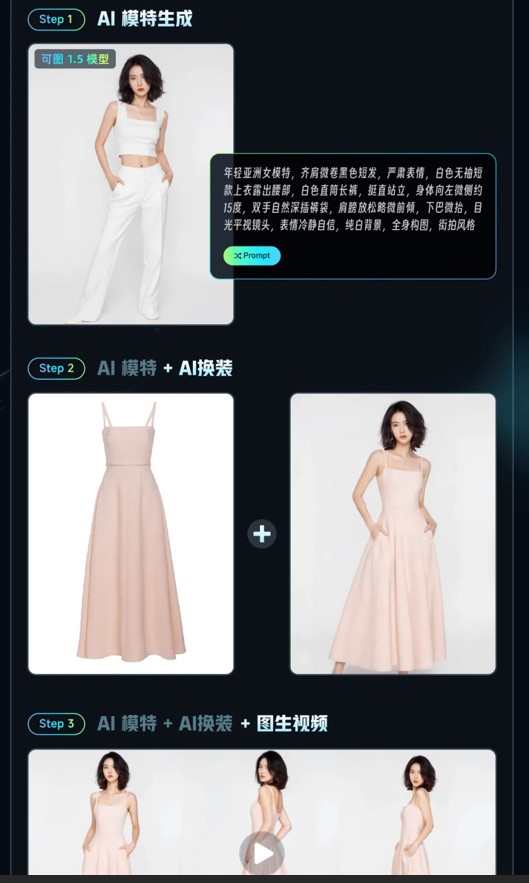 Step 1 AI 模特生成
可图 1.5 模型
年轻亚洲女模特，齐肩微卷黑色短发，严肃表情，白色无袖短
款上衣露出腰部，白色直筒长裤，挺直站立，身体向左微侧约
15度，双手自然深插裤袋，肩膀放松略微前倾，下巴微抬，目
光平视镜头，表情冷静自信，纯白背景，全身构图，街拍风格
Prompt
Step 2 AI 模特 + AI换装
+
Step 3 AI 模特 + AI换装 + 图生视频